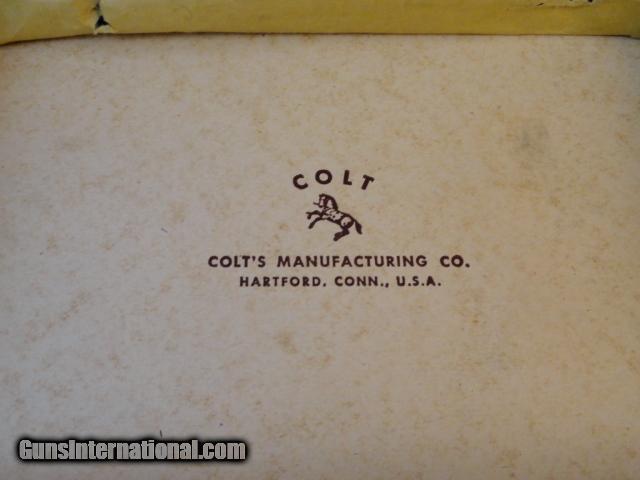 COLT
COLT'S MANUFACTURING CO.
HARTFORD, CONN., U.S.A.
GunsInternational.com